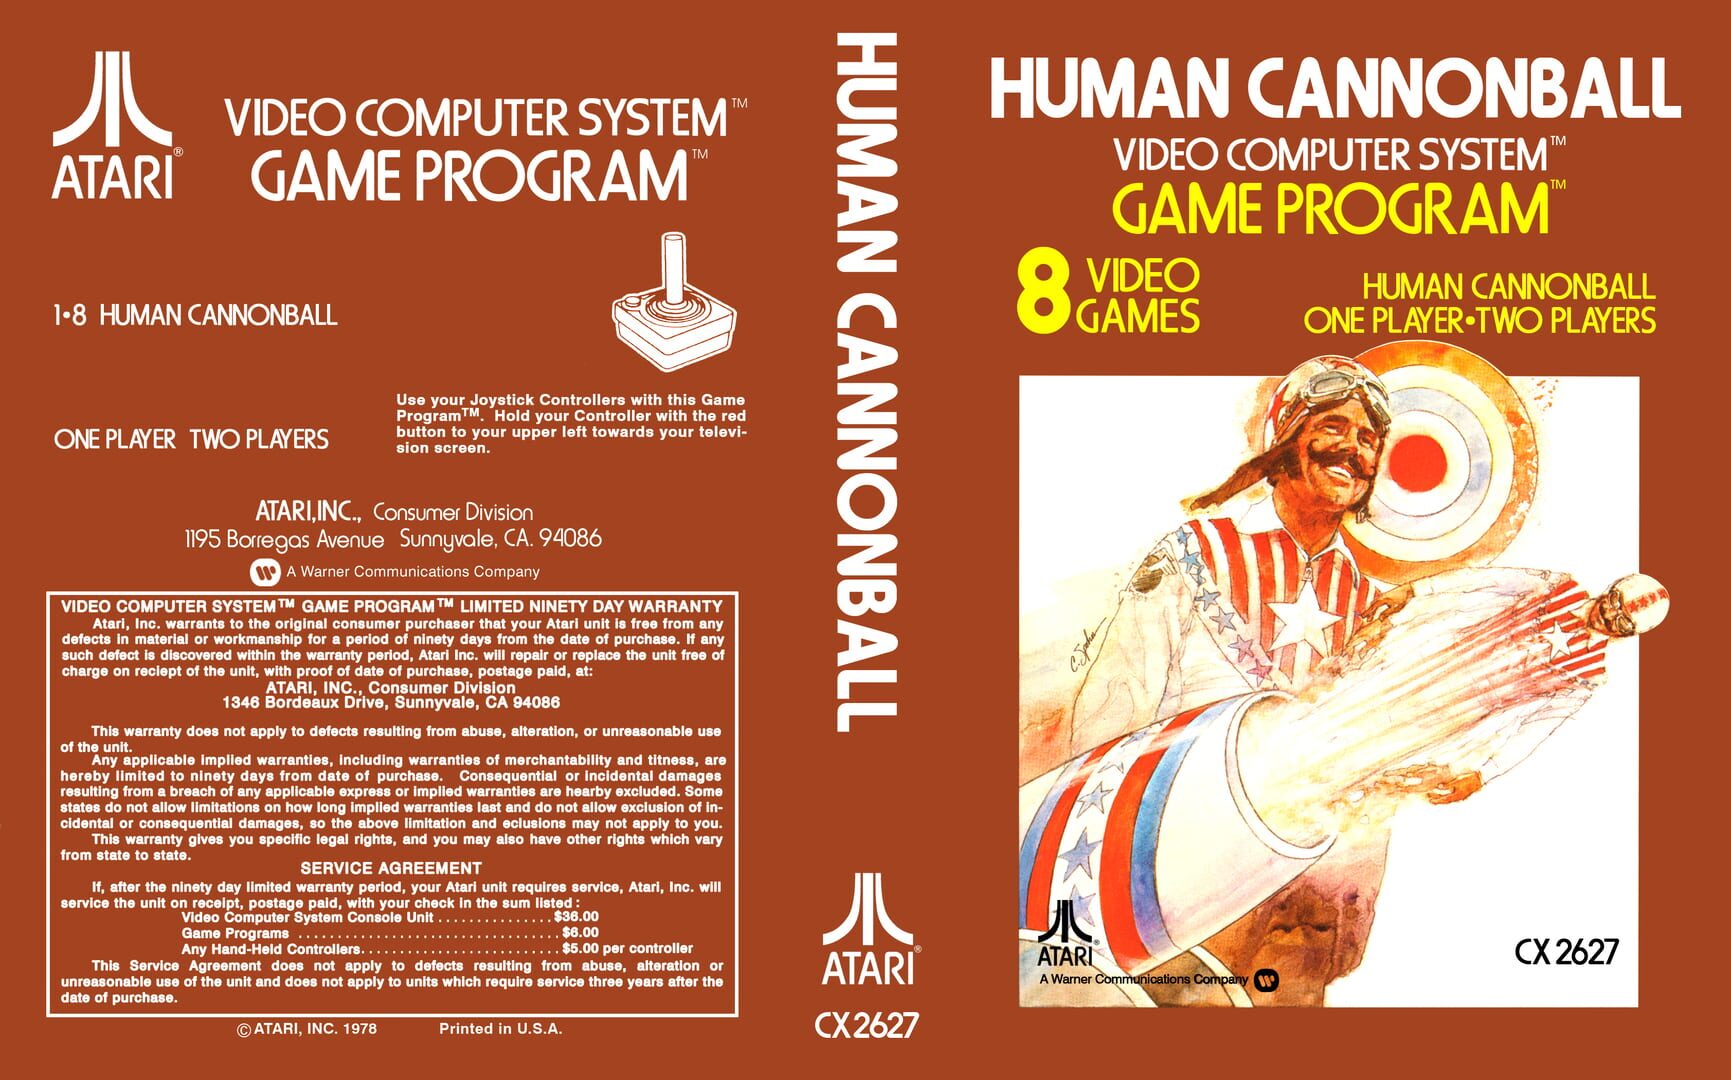 ATARI®
VIDEO COMPUTER SYSTEM™
GAME PROGRAM™
1•8 HUMAN CANNONBALL
ONE PLAYER TWO PLAYERS
Use your Joystick Controllers with this Game
Program™. Hold your Controller with the red
button to your upper left towards your televi-
sion screen.
ATARI,INC., Consumer Division
1195 Borregas Avenue Sunnyvale, CA. 94086
A Warner Communications Company
VIDEO COMPUTER SYSTEM™ GAME PROGRAM™ LIMITED NINETY DAY WARRANTY
Atari, Inc. warrants to the original consumer purchaser that your Atari unit is free from any
defects in material or workmanship for a period of ninety days from the date of purchase. If any
such defect is discovered within the warranty period, Atari Inc. will repair or replace the unit free of
charge on reciept of the unit, with proof of date of purchase, postage paid, at:
ATARI, INC., Consumer Division
1346 Bordeaux Drive, Sunnyvale, CA 94086
This warranty does not apply to defects resulting from abuse, alteration, or unreasonable use
of the unit.
Any applicable implied warranties, including warranties of merchantability and titness, are
hereby limited to ninety days from date of purchase. Consequential or incidental damages
resulting from a breach of any applicable express or implied warranties are hearby excluded. Some
states do not allow limitations on how long implied warranties last and do not allow exclusion of in-
cidental or consequential damages, so the above limitation and eclusions may not apply to you.
This warranty gives you specific legal rights, and you may also have other rights which vary
from state to state.
SERVICE AGREEMENT
If, after the ninety day limited warranty period, your Atari unit requires service, Atari, Inc. will
service the unit on receipt, postage paid, with your check in the sum listed :
Video Computer System Console Unit ............... $36.00
Game Programs ................................. $6.00
Any Hand-Held Controllers......................... $5.00 per controller
This Service Agreement does not apply to defects resulting from abuse, alteration or
unreasonable use of the unit and does not apply to units which require service three years after the
date of purchase.
© ATARI, INC. 1978 Printed in U.S.A.
HUMAN CANNONBALL
ATARI®
CX2627
HUMAN CANNONBALL
VIDEO COMPUTER SYSTEM™
GAME PROGRAM™
8 VIDEO
GAMES
HUMAN CANNONBALL
ONE PLAYER•TWO PLAYERS
C. Spohn
ATARI®
A Warner Communications Company
CX2627